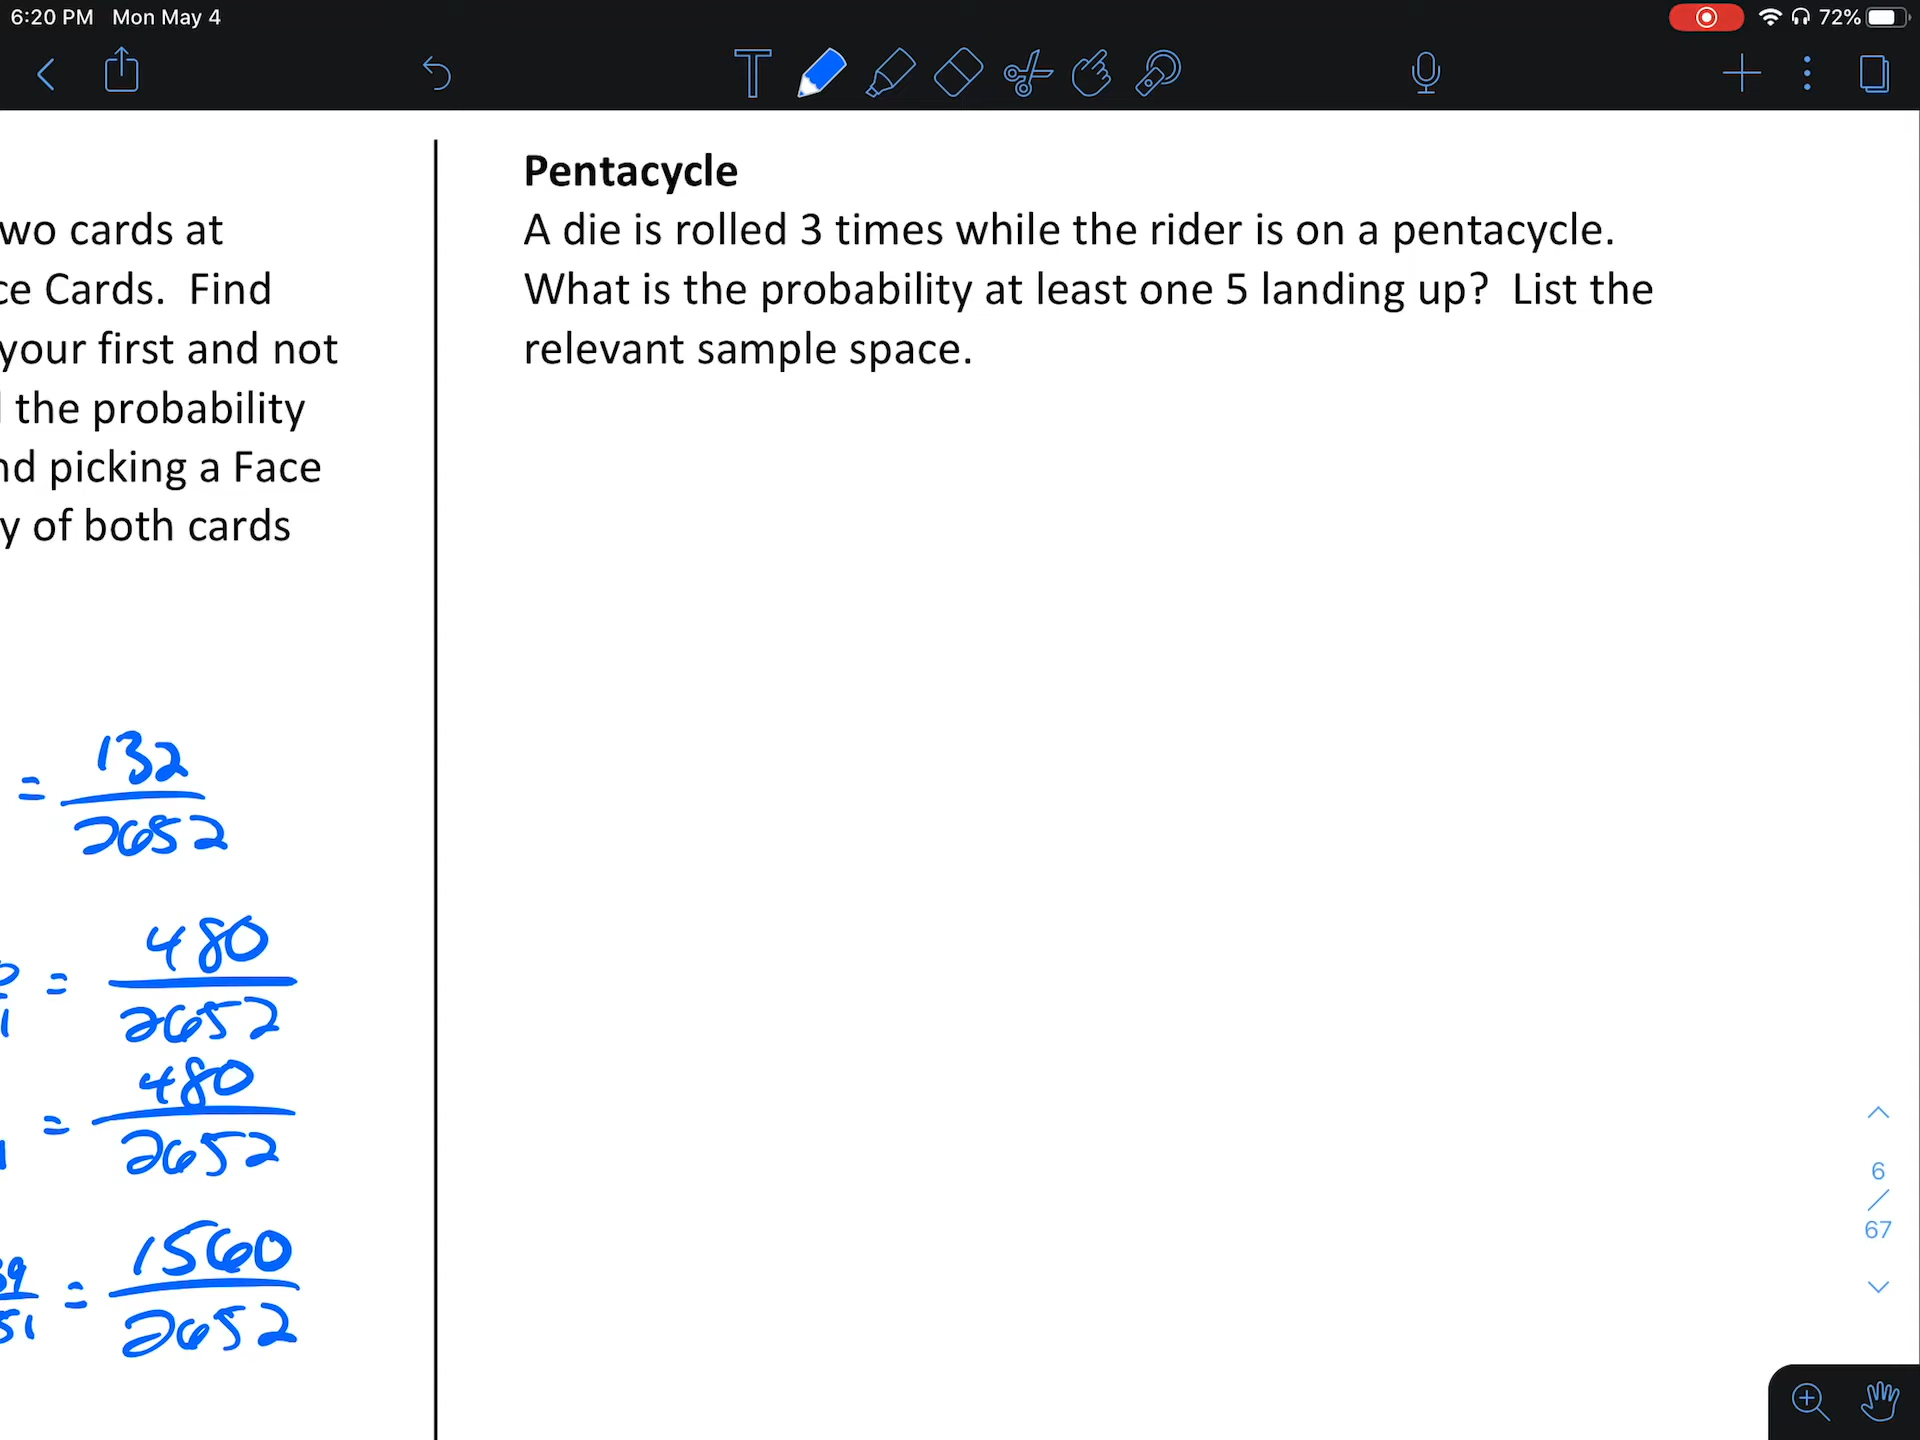 6:20 PM Mon May 4
72%
wo cards at
ce Cards. Find
your first and not
the probability
nd picking a Face
y of both cards
= 132
2652
= 480
1 2652
= 480
2652
39 = 1560
51 2652
Pentacycle
A die is rolled 3 times while the rider is on a pentacycle.
What is the probability at least one 5 landing up? List the
relevant sample space.
6
/
67